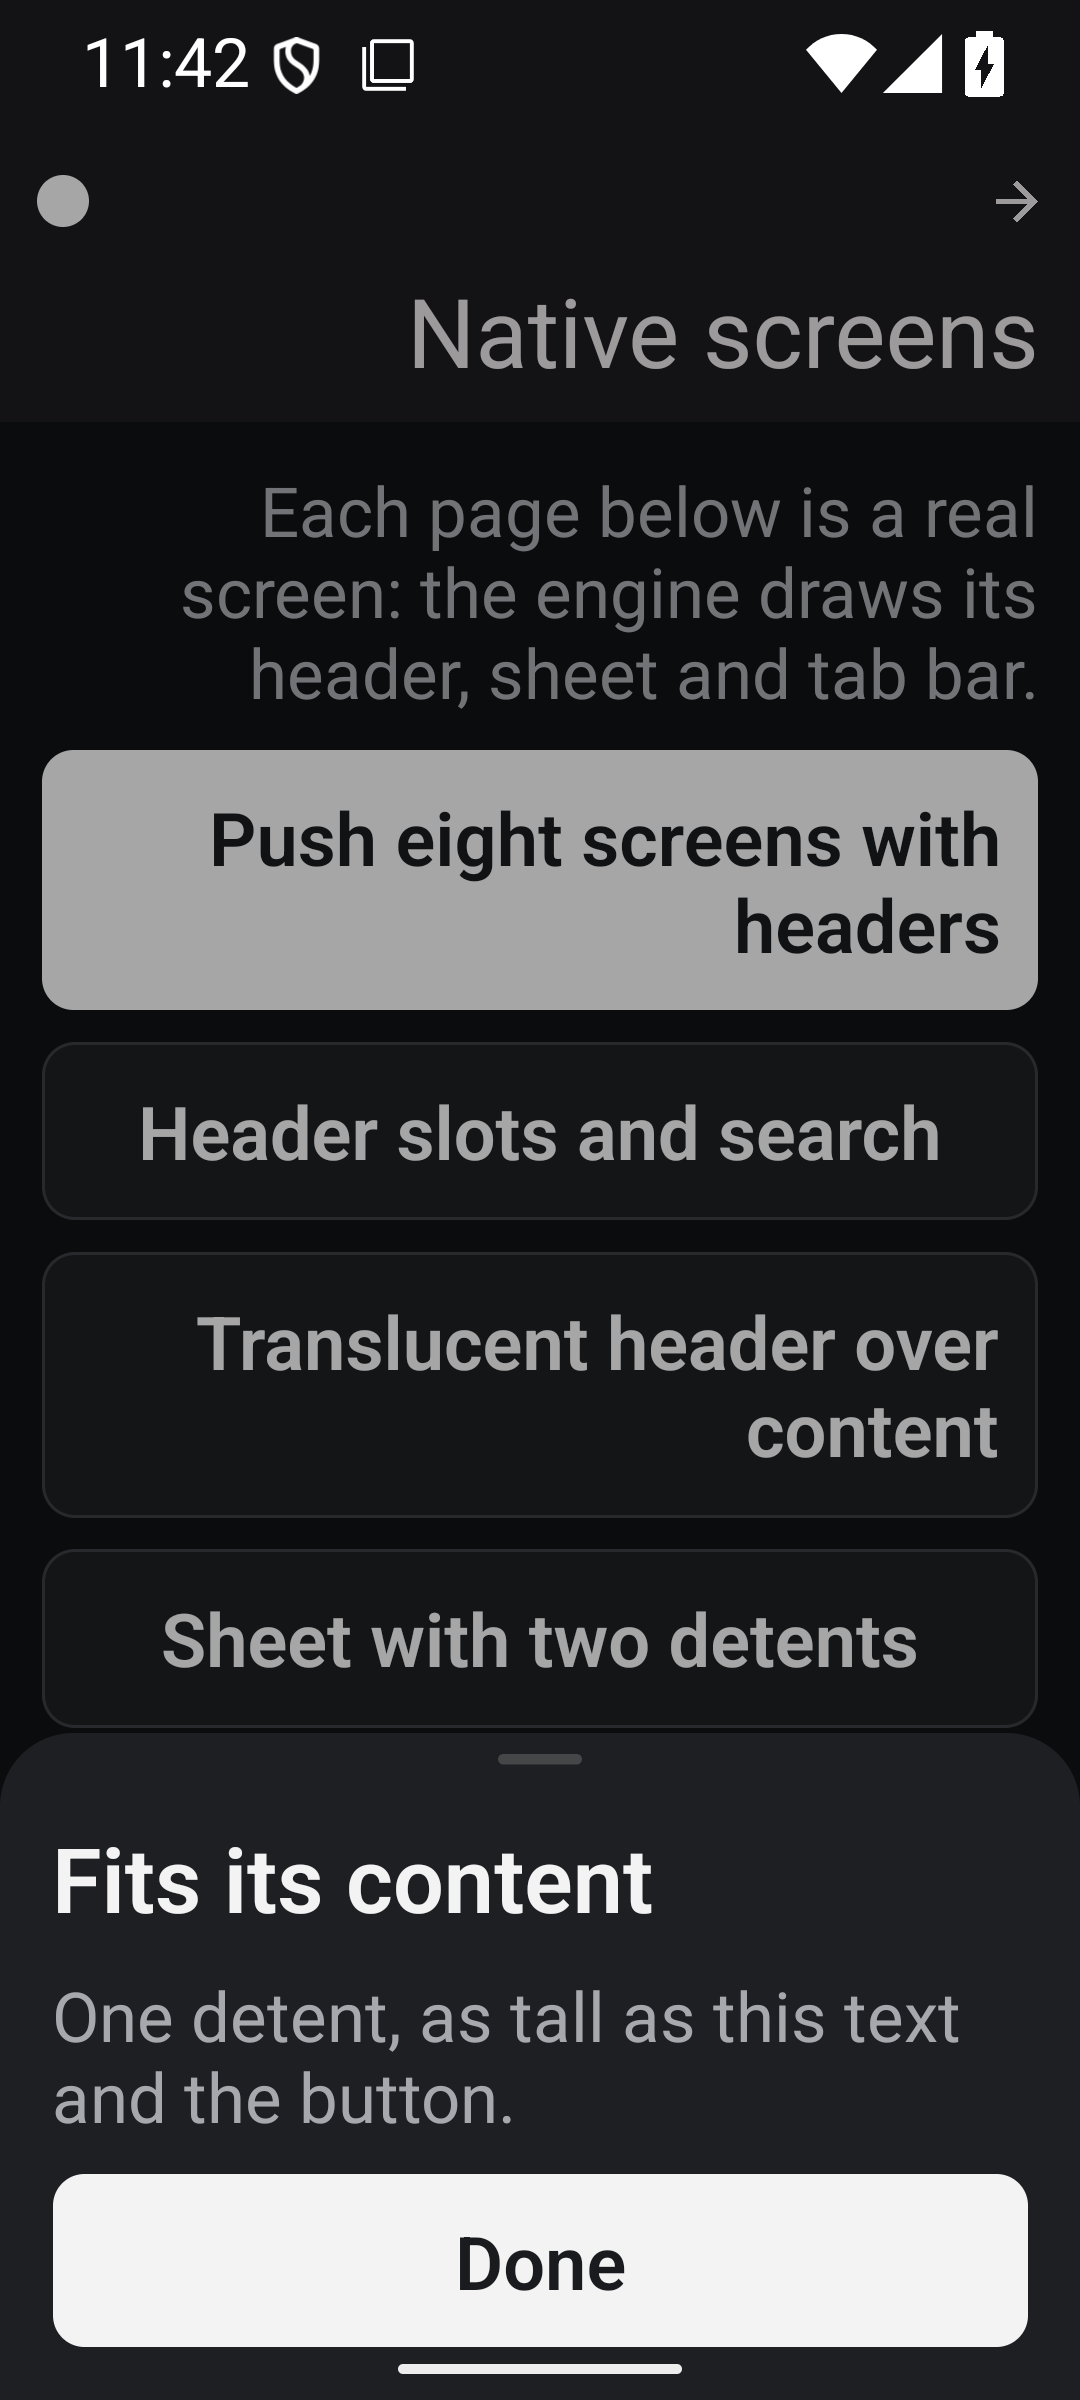 11:42
Native screens
Each page below is a real
screen: the engine draws its
header, sheet and tab bar.
Push eight screens with
headers
Header slots and search
Translucent header over
content
Sheet with two detents
Fits its content
One detent, as tall as this text
and the button.
Done